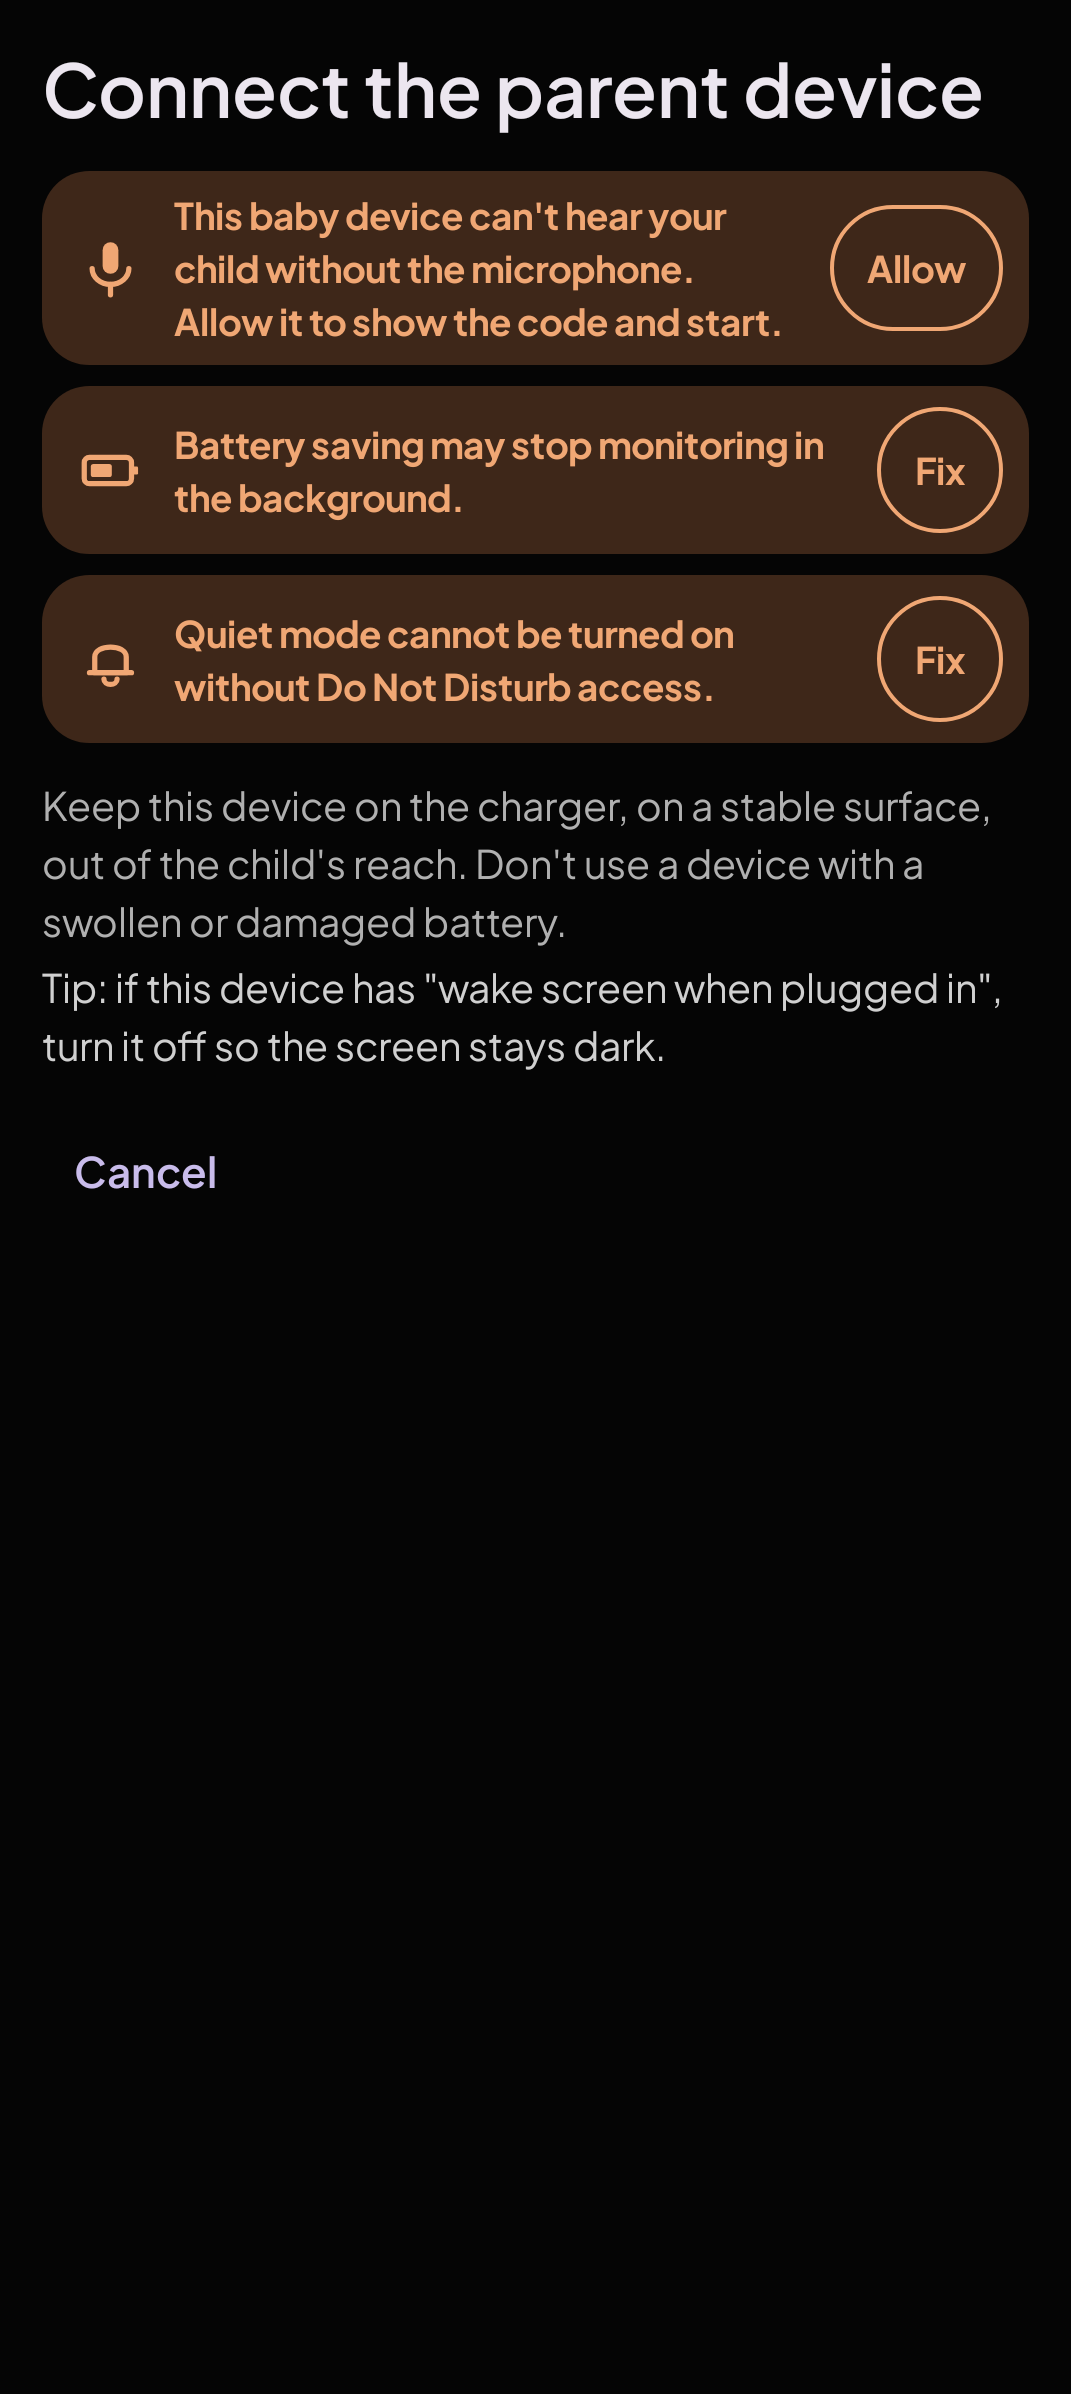 Connect the parent device
This baby device can't hear your
child without the microphone.
Allow it to show the code and start.
Allow
Battery saving may stop monitoring in
the background.
Fix
Quiet mode cannot be turned on
without Do Not Disturb access.
Fix
Keep this device on the charger, on a stable surface,
out of the child's reach. Don't use a device with a
swollen or damaged battery.
Tip: if this device has "wake screen when plugged in",
turn it off so the screen stays dark.
Cancel